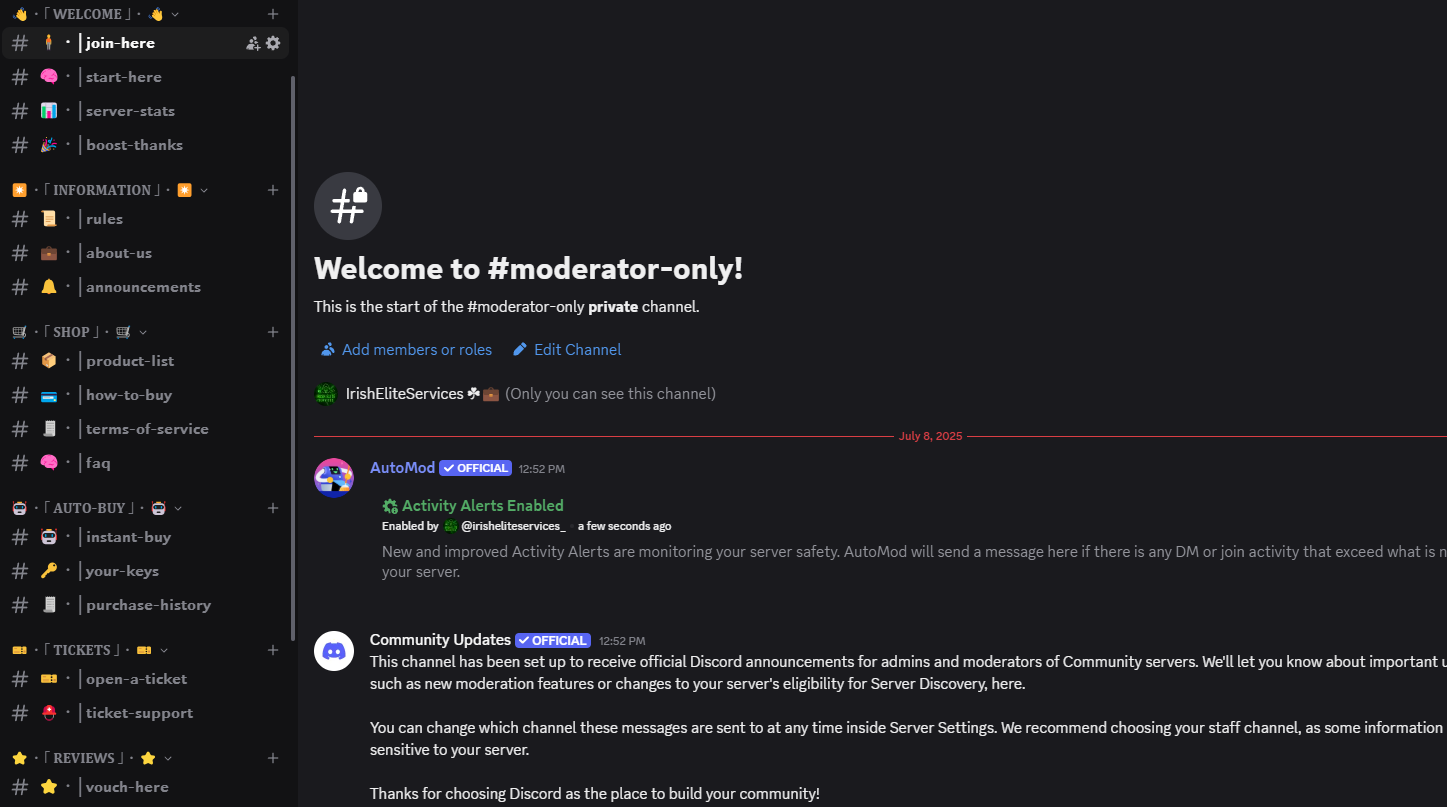 ·「 WELCOME 」·
· | join-here
· | start-here
· | server-stats
· | boost-thanks
·「 INFORMATION 」·
· | rules
· | about-us
· | announcements
·「 SHOP 」·
· | product-list
· | how-to-buy
· | terms-of-service
· | faq
·「 AUTO-BUY 」·
· | instant-buy
· | your-keys
· | purchase-history
·「 TICKETS 」·
· | open-a-ticket
· | ticket-support
·「 REVIEWS 」·
· | vouch-here
Welcome to #moderator-only!
This is the start of the #moderator-only private channel.
Add members or roles Edit Channel
IrishEliteServices ☘💼 (Only you can see this channel)
July 8, 2025
AutoMod ✓ OFFICIAL 12:52 PM
Activity Alerts Enabled
Enabled by @irisheliteservices_ • a few seconds ago
New and improved Activity Alerts are monitoring your server safety. AutoMod will send a message here if there is any DM or join activity that exceed what is
your server.
Community Updates ✓ OFFICIAL 12:52 PM
This channel has been set up to receive official Discord announcements for admins and moderators of Community servers. We'll let you know about important
such as new moderation features or changes to your server's eligibility for Server Discovery, here.
You can change which channel these messages are sent to at any time inside Server Settings. We recommend choosing your staff channel, as some information
sensitive to your server.
Thanks for choosing Discord as the place to build your community!